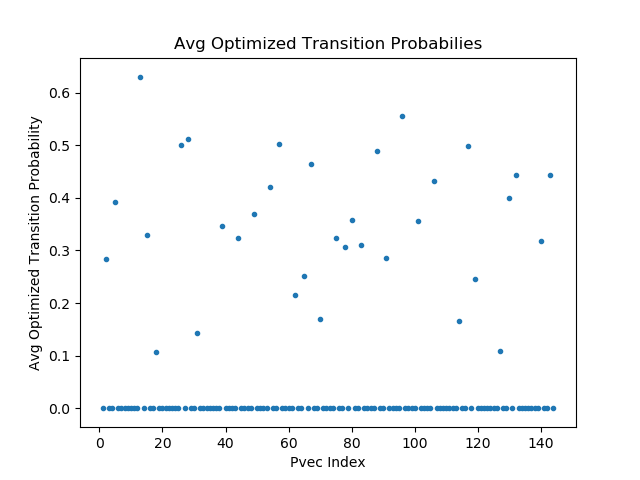 Avg Optimized Transition Probabilies
Avg Optimized Transition Probability
0.6
0.5
0.4
0.3
0.2
0.1
0.0
0 20 40 60 80 100 120 140
Pvec Index